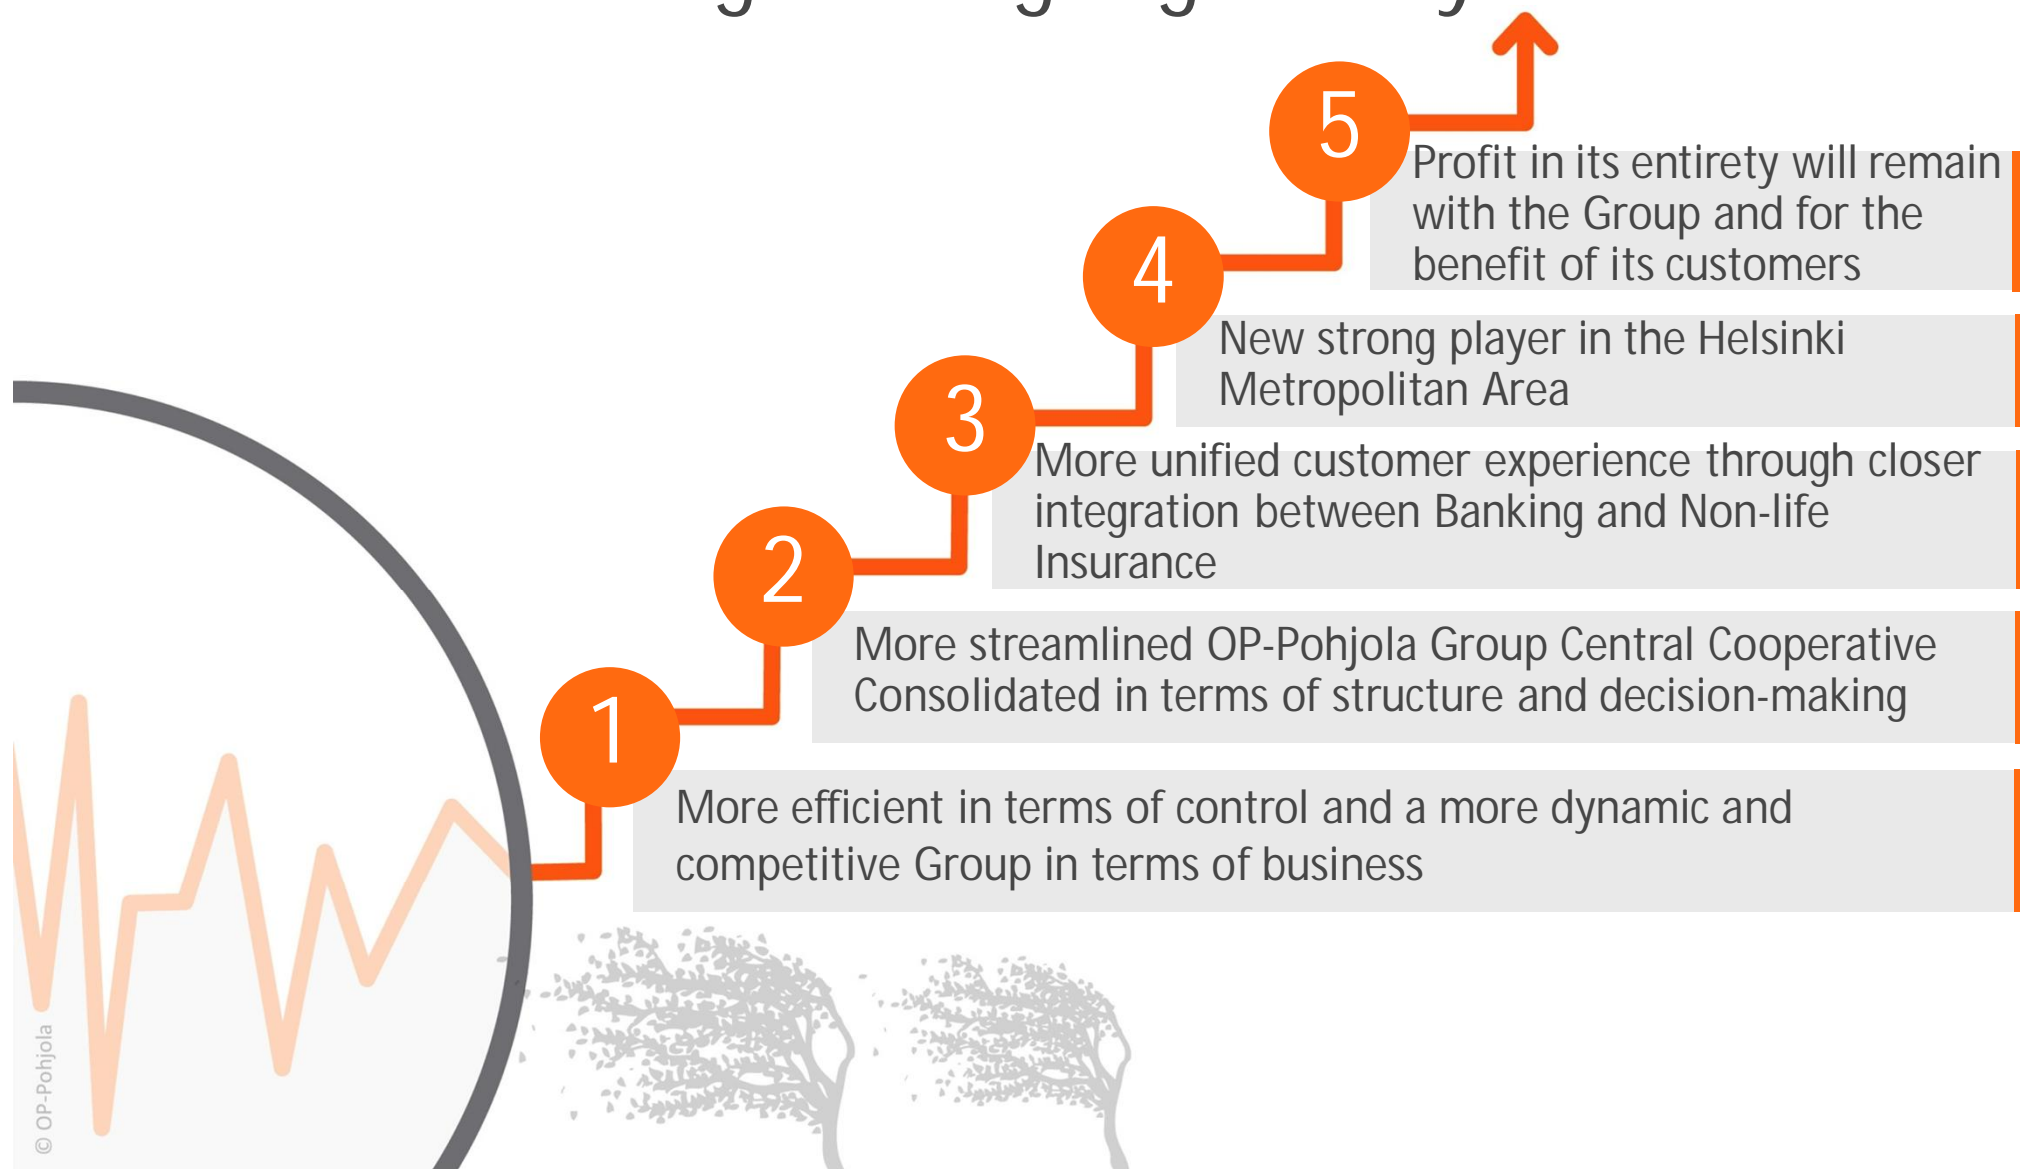 5
Profit in its entirety will remain
with the Group and for the
benefit of its customers
4
New strong player in the Helsinki
Metropolitan Area
3
More unified customer experience through closer
integration between Banking and Non-life
Insurance
2
More streamlined OP-Pohjola Group Central Cooperative
Consolidated in terms of structure and decision-making
1
More efficient in terms of control and a more dynamic and
competitive Group in terms of business
© OP-Pohjola